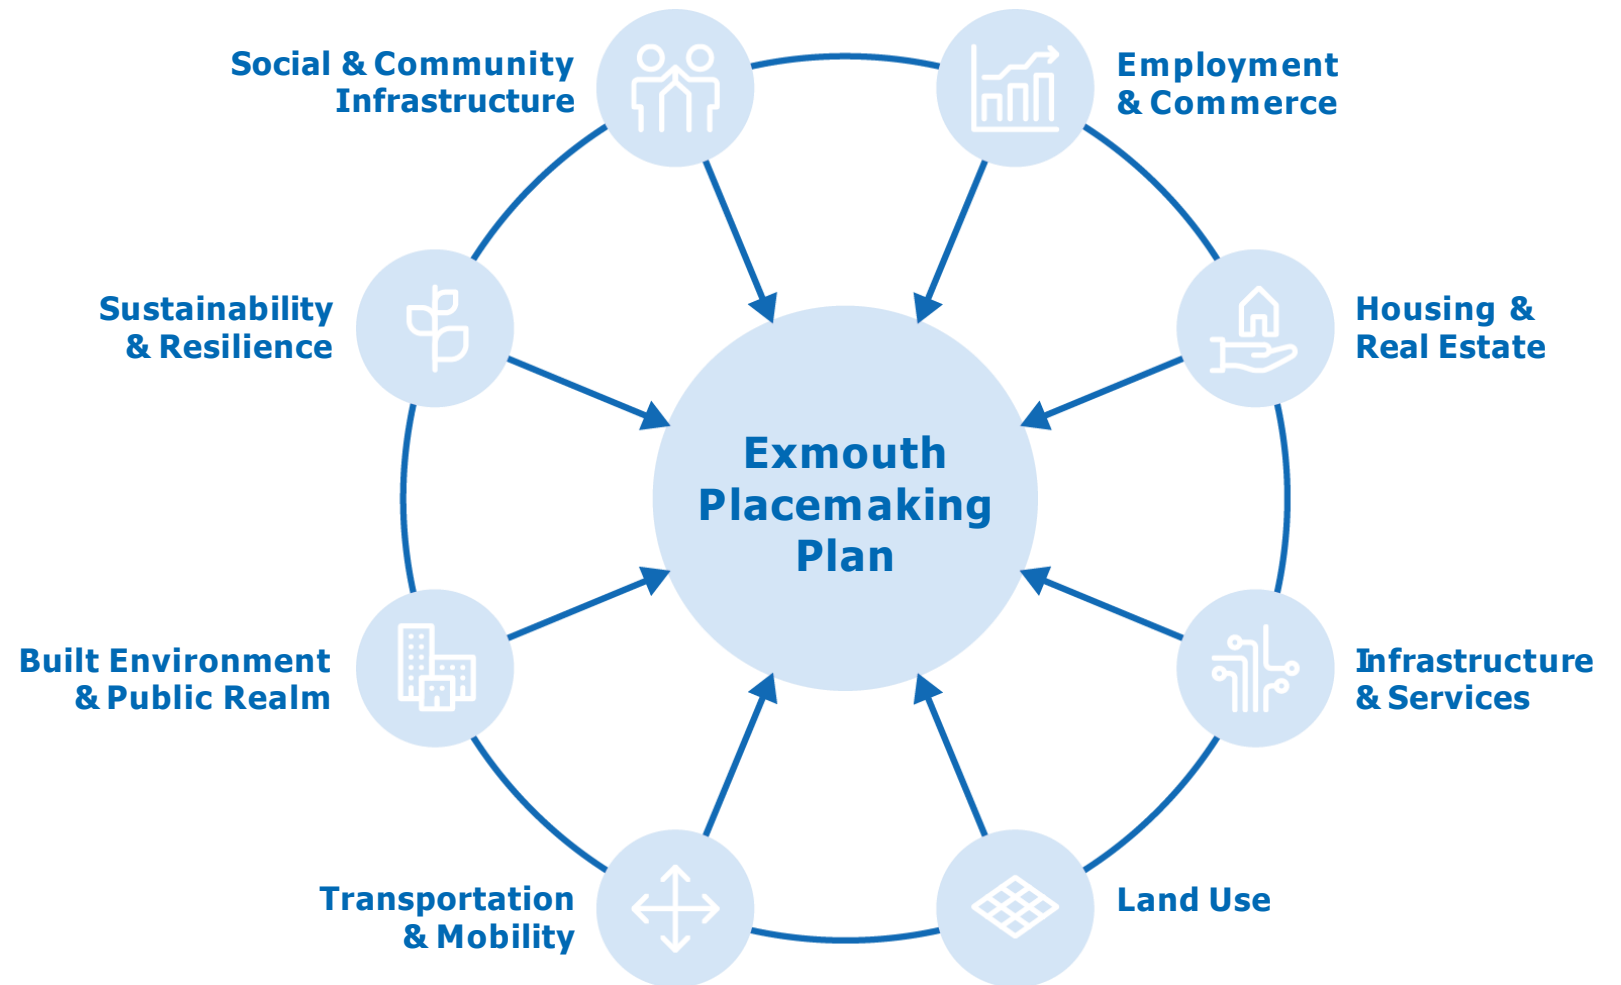 Social & Community
Infrastructure
Employment
& Commerce
Sustainability
& Resilience
Housing &
Real Estate
Exmouth
Placemaking
Plan
Built Environment
& Public Realm
Infrastructure
& Services
Transportation
& Mobility
Land Use